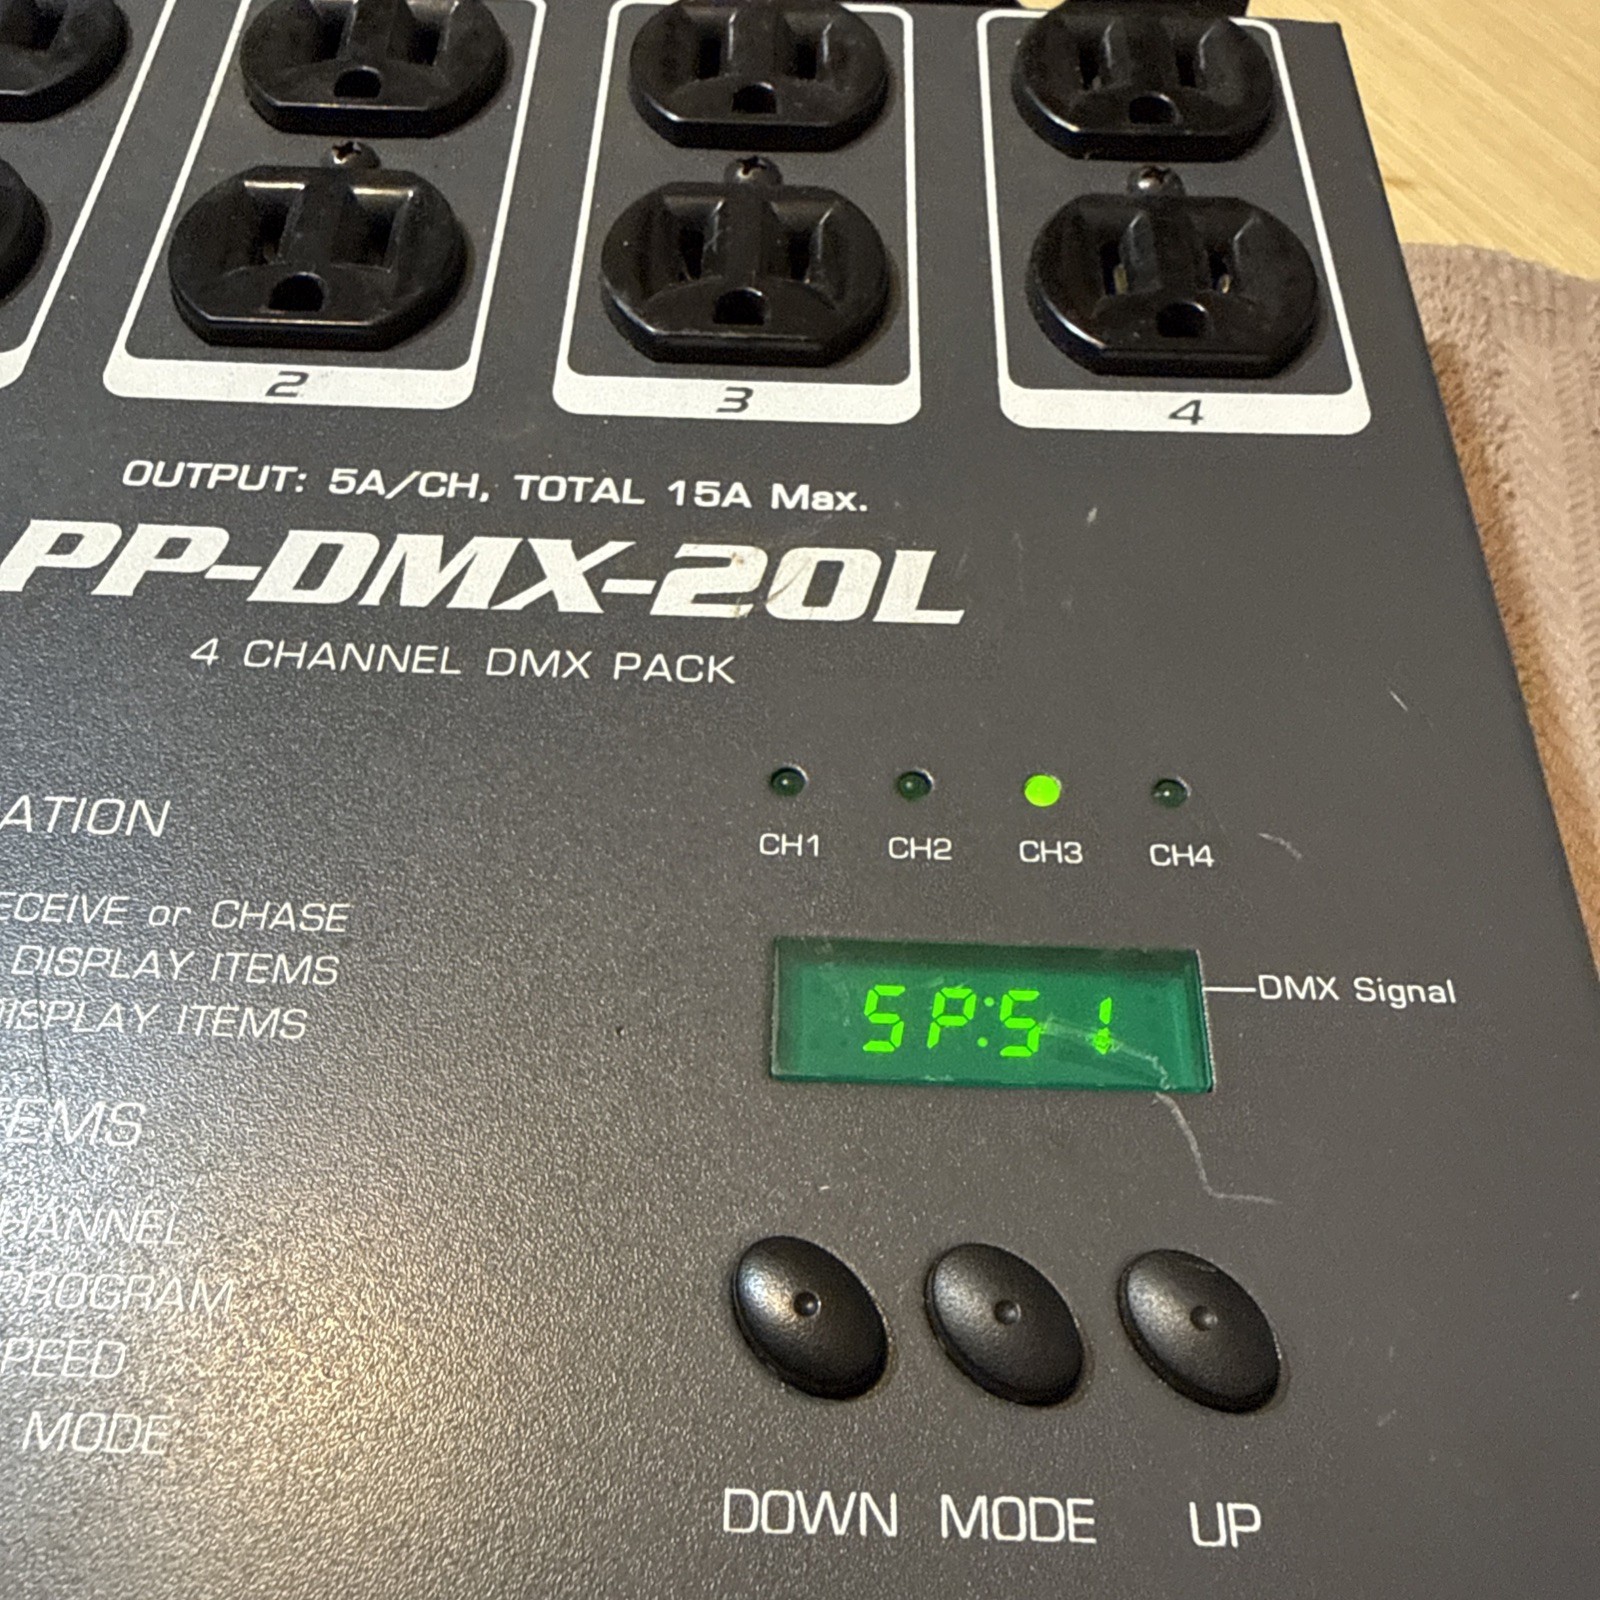 2
3
4
OUTPUT: 5A/CH, TOTAL 15A Max.
PP-DMX-20L
4 CHANNEL DMX PACK
CH1 CH2 CH3 CH4
ATION
ECEIVE or CHASE
DISPLAY ITEMS
DISPLAY ITEMS
SP:51
DMX Signal
EMS
HANNEL
PROGRAM
PEED
MODE
DOWN MODE UP